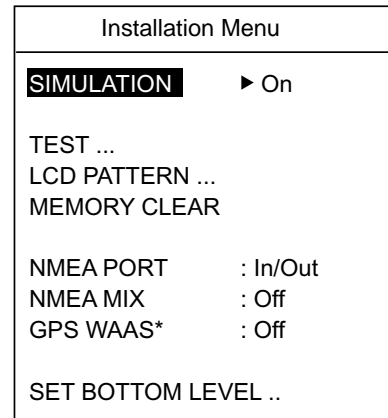 Installation Menu
SIMULATION ▶ On
TEST ...
LCD PATTERN ...
MEMORY CLEAR
NMEA PORT : In/Out
NMEA MIX : Off
GPS WAAS* : Off
SET BOTTOM LEVEL ..